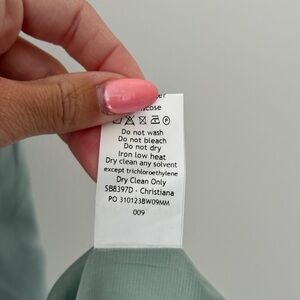 Do not wash
Do not bleach
Do not dry
Iron low heat
Dry clean any solvent
except trichloroethylene
Dry Clean Only
SB8397D - Christiana
PO 310123BW09MM
009